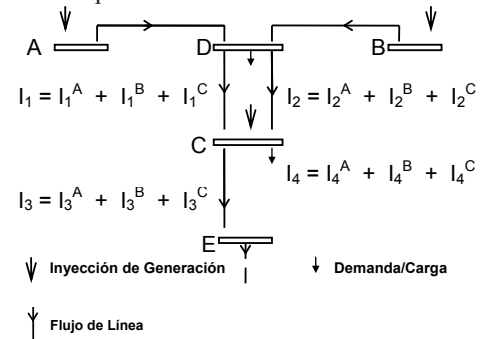 A D B
I₁ = I₁ᴬ + I₁ᴮ + I₁ᶜ I₂ = I₂ᴬ + I₂ᴮ + I₂ᶜ
C
I₄ = I₄ᴬ + I₄ᴮ + I₄ᶜ
I₃ = I₃ᴬ + I₃ᴮ + I₃ᶜ
E
Inyección de Generación Demanda/Carga
Flujo de Línea